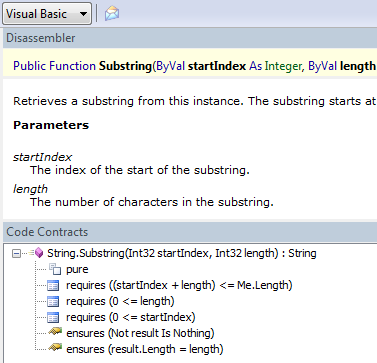 Visual Basic
Disassembler
Public Function Substring(ByVal startIndex As Integer, ByVal length
Retrieves a substring from this instance. The substring starts at
Parameters
startIndex
The index of the start of the substring.
length
The number of characters in the substring.
Code Contracts
String.Substring(Int32 startIndex, Int32 length) : String
pure
requires ((startIndex + length) <= Me.Length)
requires (0 <= length)
requires (0 <= startIndex)
ensures (Not result Is Nothing)
ensures (result.Length = length)